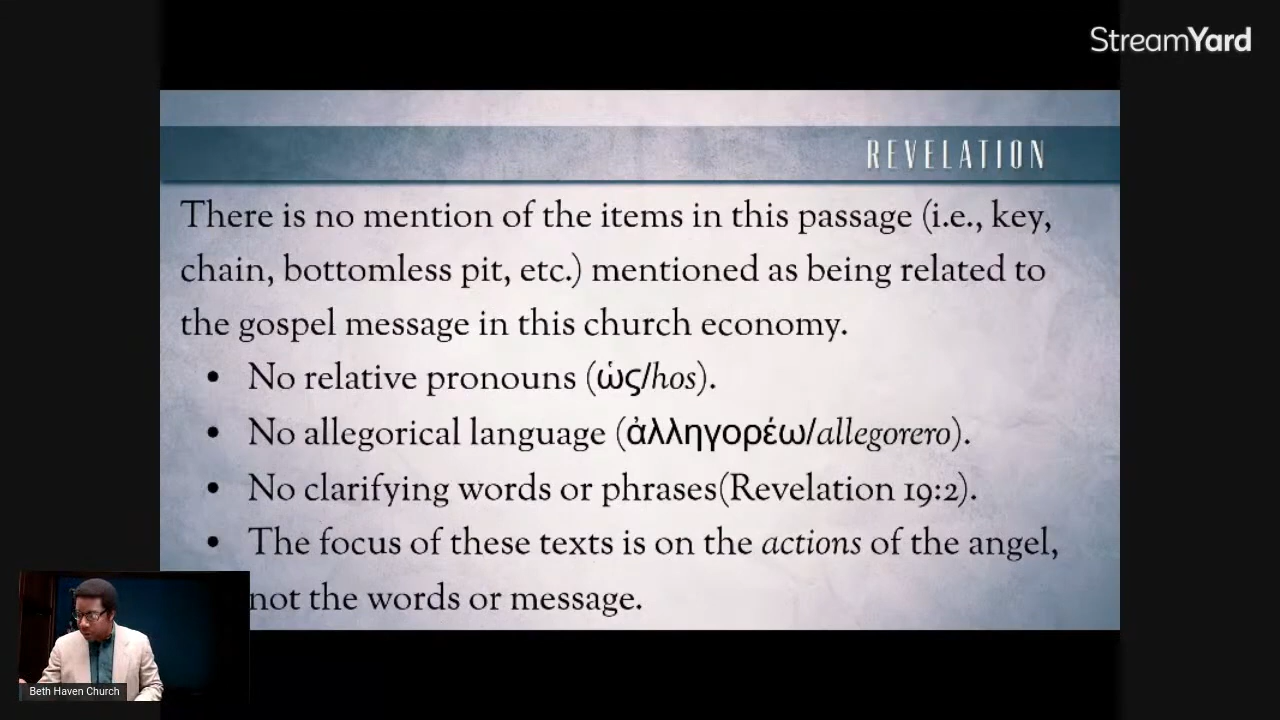 StreamYard
REVELATION
There is no mention of the items in this passage (i.e., key,
chain, bottomless pit, etc.) mentioned as being related to
the gospel message in this church economy.
• No relative pronouns (ὡς/hos).
• No allegorical language (ἀλληγορέω/allegorero).
• No clarifying words or phrases(Revelation 19:2).
• The focus of these texts is on the actions of the angel,
not the words or message.
Beth Haven Church